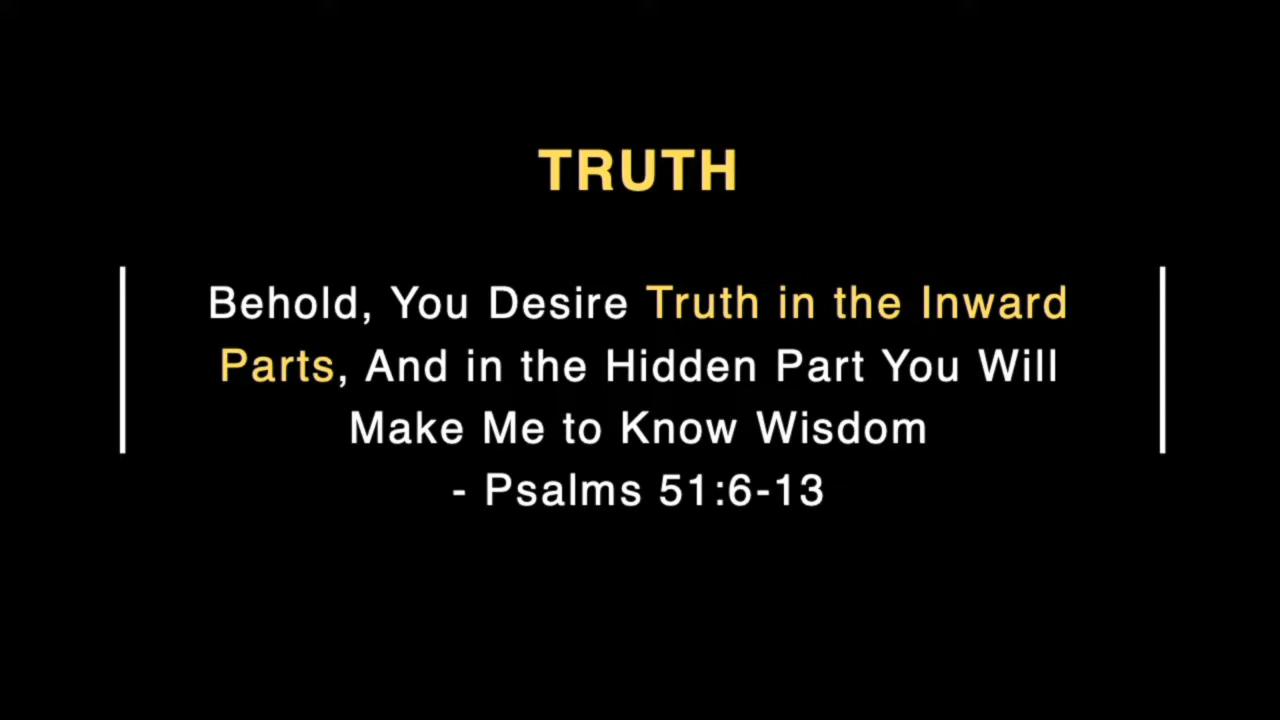 TRUTH
Behold, You Desire Truth in the Inward
Parts, And in the Hidden Part You Will
Make Me to Know Wisdom
- Psalms 51:6-13